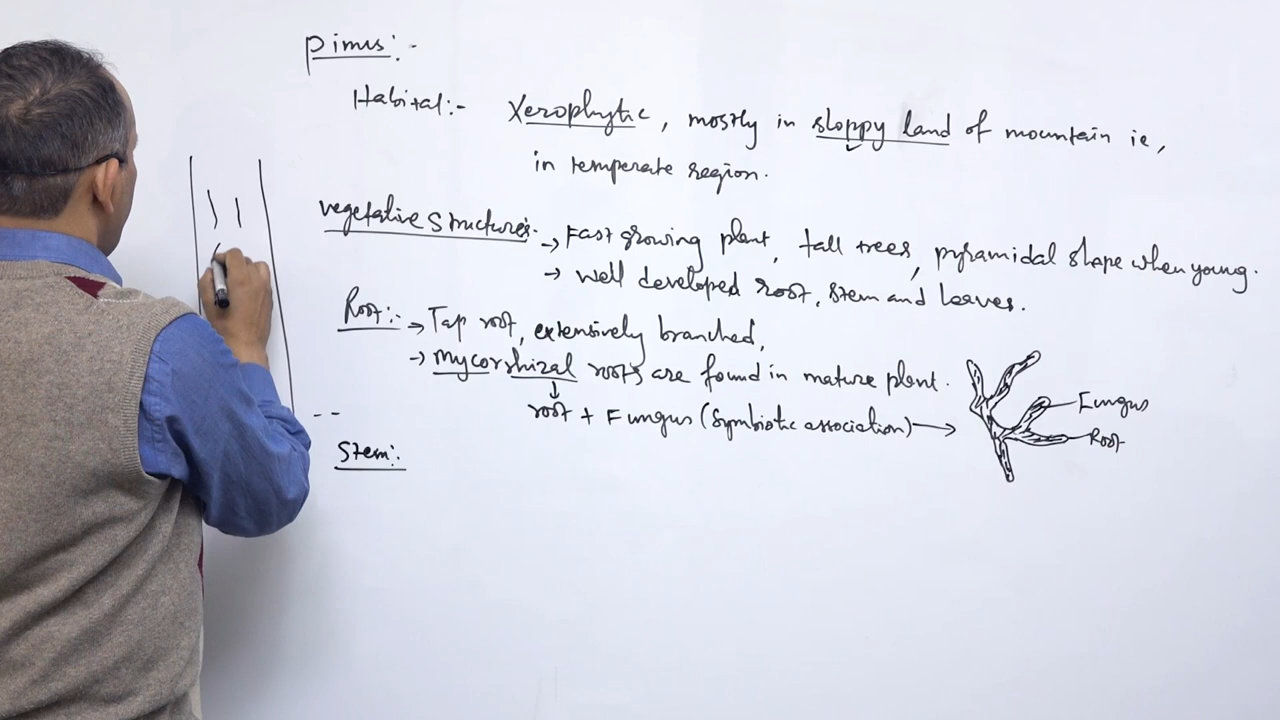 Pinus:-
Habitat:- Xerophytic, mostly in sloppy land of mountain ie,
in temperate region.
vegetative structures:- → Fast growing plant, tall trees, pyramidal shape when young.
→ well developed root, stem and leaves.
Root:- → Tap root, extensively branched,
→ mycorrhizal roots are found in mature plant.
↓
root + Fungus (Symbiotic association) →
Fungus
Root
Stem:-